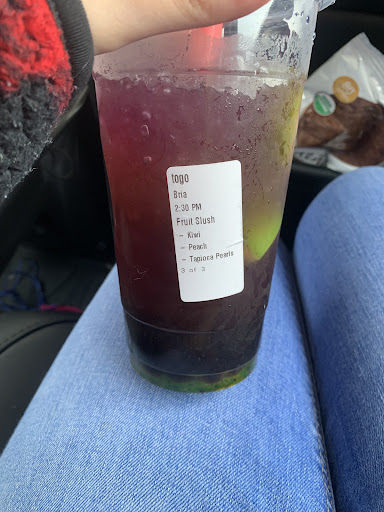 togo
Bria
2:30 PM
Fruit Slush
- Kiwi
- Peach
- Tapioca Pearls
3 of 3